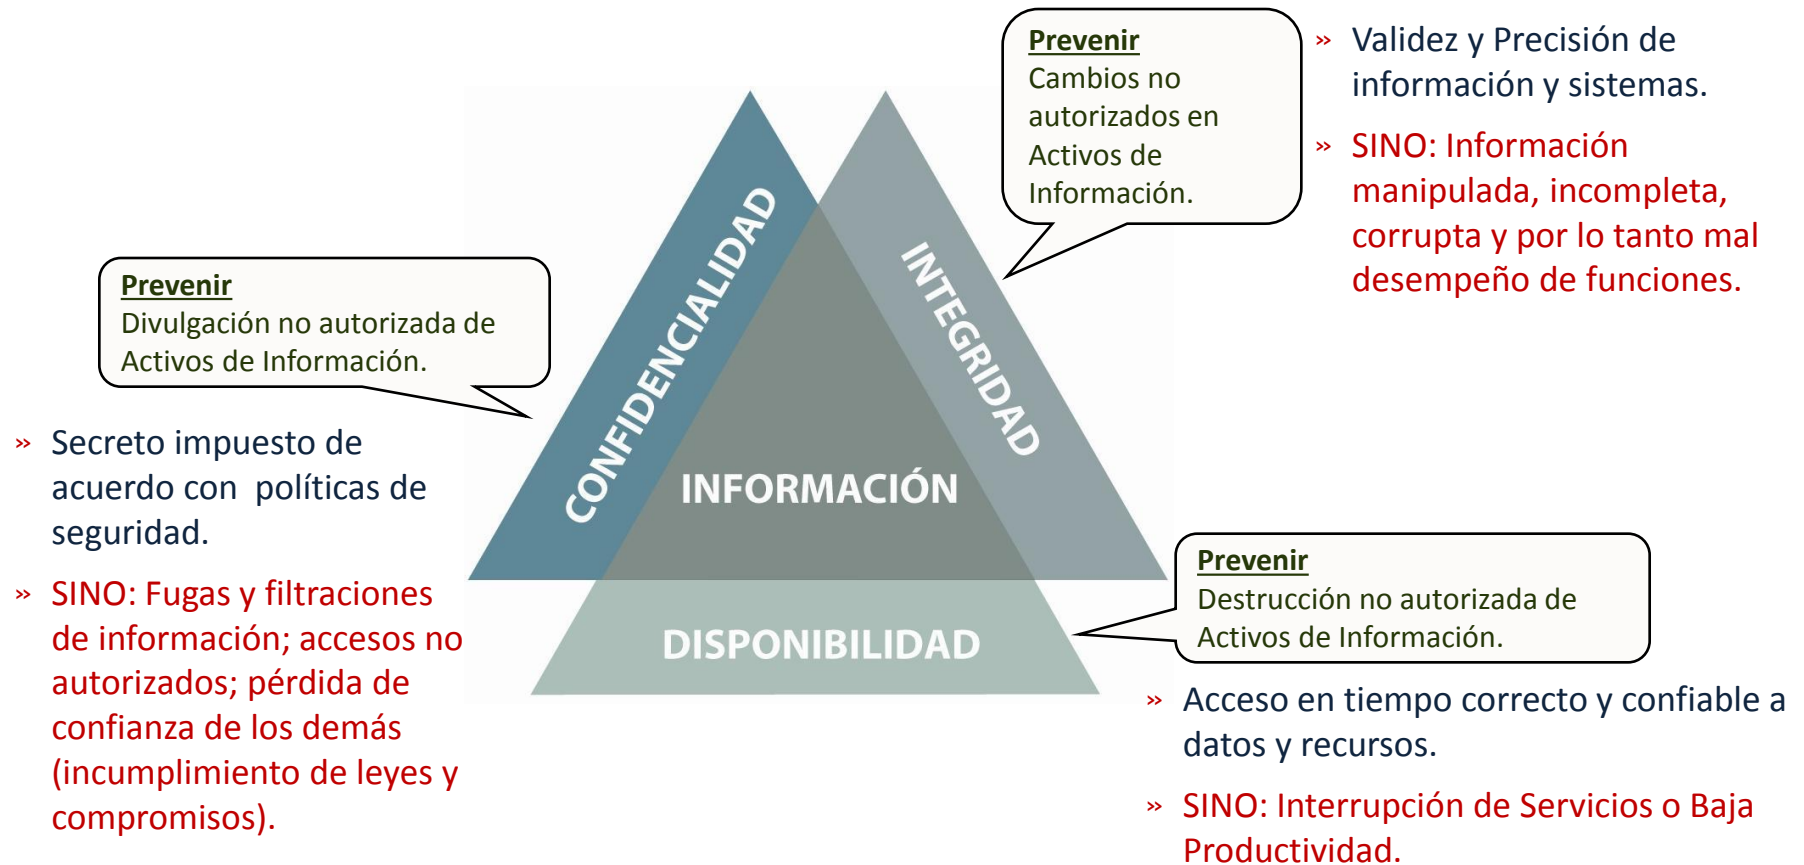 Prevenir
Divulgación no autorizada de
Activos de Información.
» Secreto impuesto de
acuerdo con políticas de
seguridad.
» SINO: Fugas y filtraciones
de información; accesos no
autorizados; pérdida de
confianza de los demás
(incumplimiento de leyes y
compromisos).
CONFIDENCIALIDAD
INTEGRIDAD
INFORMACIÓN
DISPONIBILIDAD
Prevenir
Cambios no
autorizados en
Activos de
Información.
» Validez y Precisión de
información y sistemas.
» SINO: Información
manipulada, incompleta,
corrupta y por lo tanto mal
desempeño de funciones.
Prevenir
Destrucción no autorizada de
Activos de Información.
» Acceso en tiempo correcto y confiable a
datos y recursos.
» SINO: Interrupción de Servicios o Baja
Productividad.